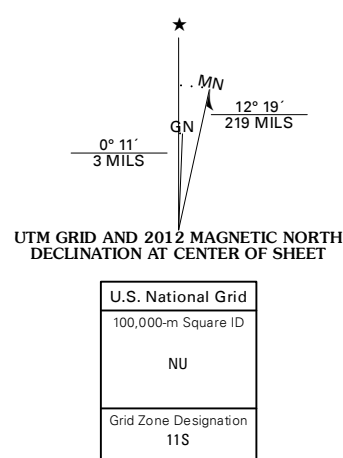 ★
MN
12° 19´
219 MILS
GN
0° 11´
3 MILS
UTM GRID AND 2012 MAGNETIC NORTH
DECLINATION AT CENTER OF SHEET
U.S. National Grid
100,000-m Square ID
NU
Grid Zone Designation
11S